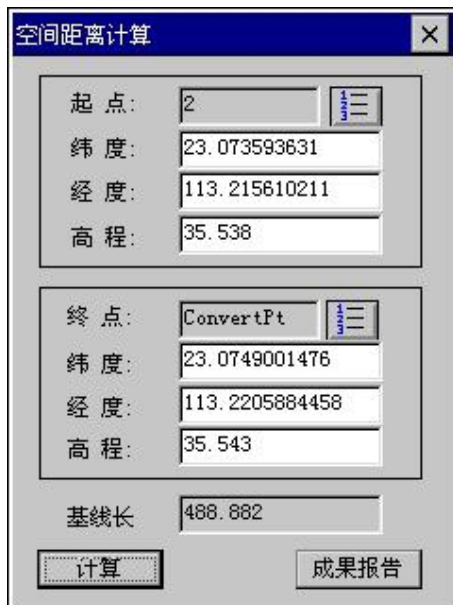 空间距离计算
起 点: 2
纬 度: 23.073593631
经 度: 113.215610211
高 程: 35.538
终 点: ConvertPt
纬 度: 23.0749001476
经 度: 113.2205884458
高 程: 35.543
基线长 488.882
计算 成果报告